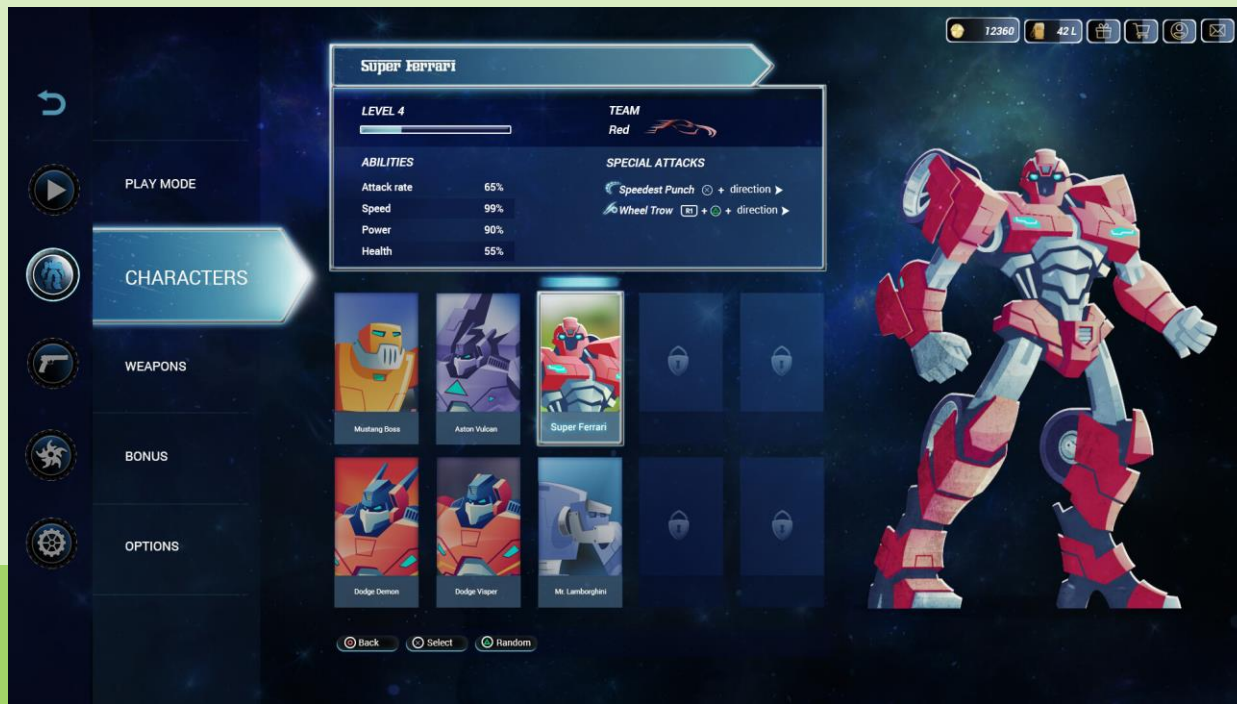 12360
42 L
Super Ferrari
LEVEL 4
TEAM
Red
ABILITIES
SPECIAL ATTACKS
Attack rate 65%
Speedest Punch + direction
Speed 99%
Wheel Trow R1 + + direction
Power 90%
Health 55%
PLAY MODE
CHARACTERS
WEAPONS
BONUS
OPTIONS
Mustang Boss
Aston Vulcan
Super Ferrari
Dodge Demon
Dodge Viaper
Mr. Lamborghini
Back
Select
Random